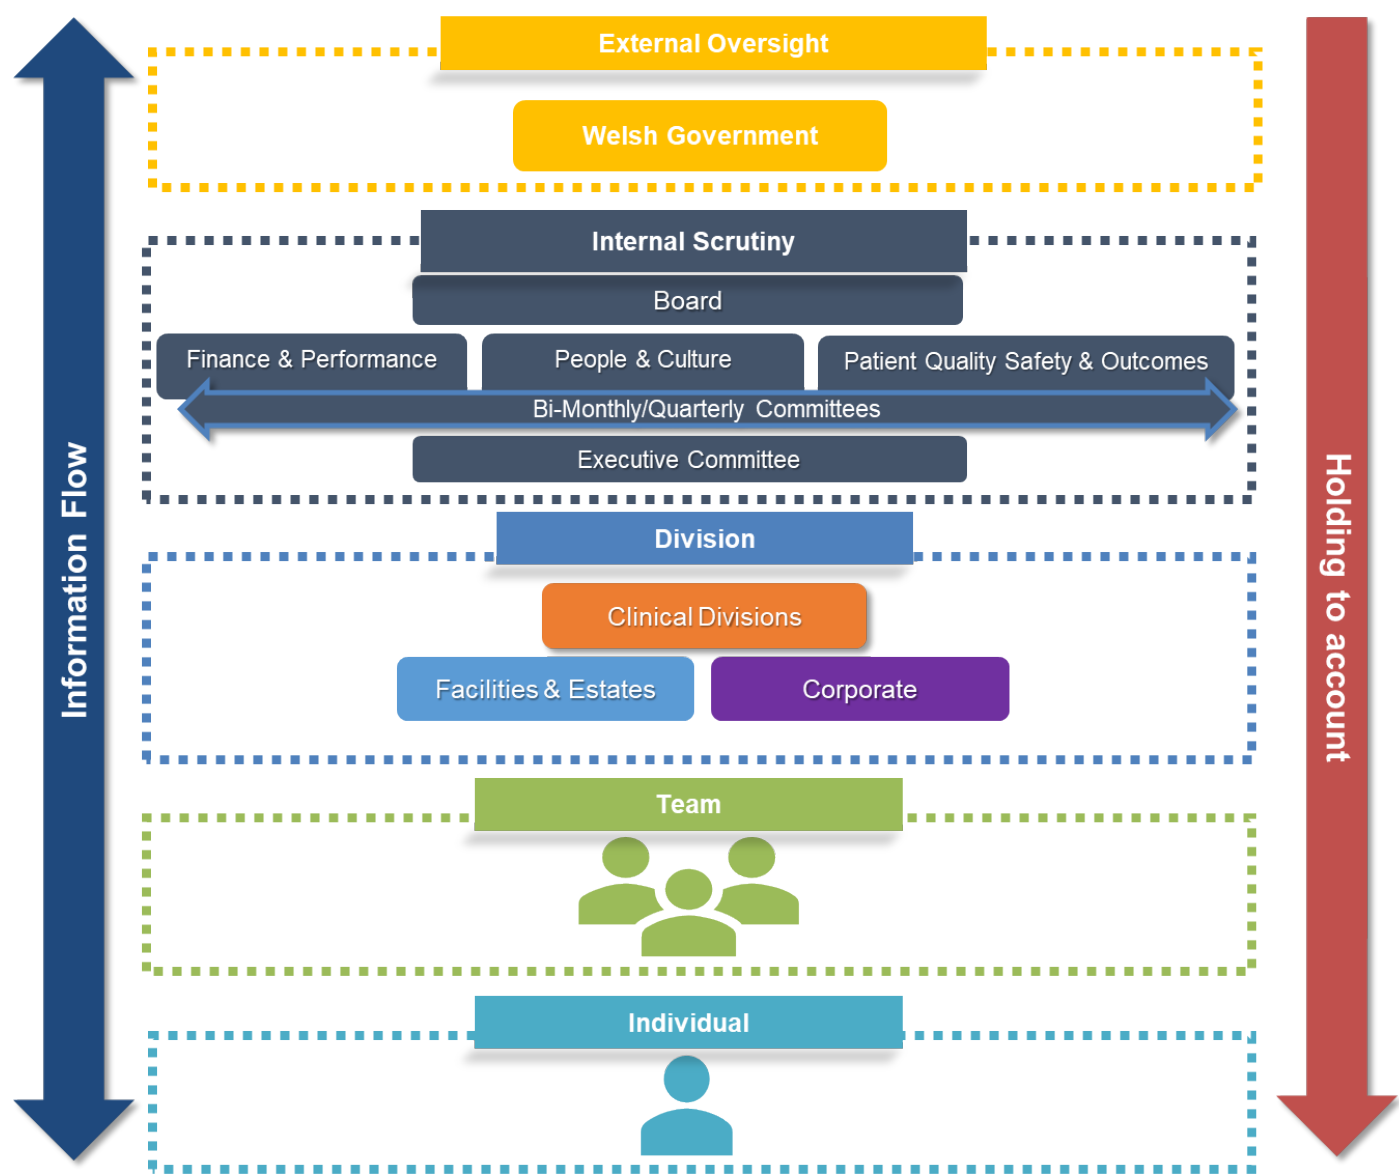 External Oversight
Welsh Government
Internal Scrutiny
Board
Finance & Performance
People & Culture
Patient Quality Safety & Outcomes
Bi-Monthly/Quarterly Committees
Executive Committee
Division
Clinical Divisions
Facilities & Estates
Corporate
Team
Individual
Information Flow
Holding to account